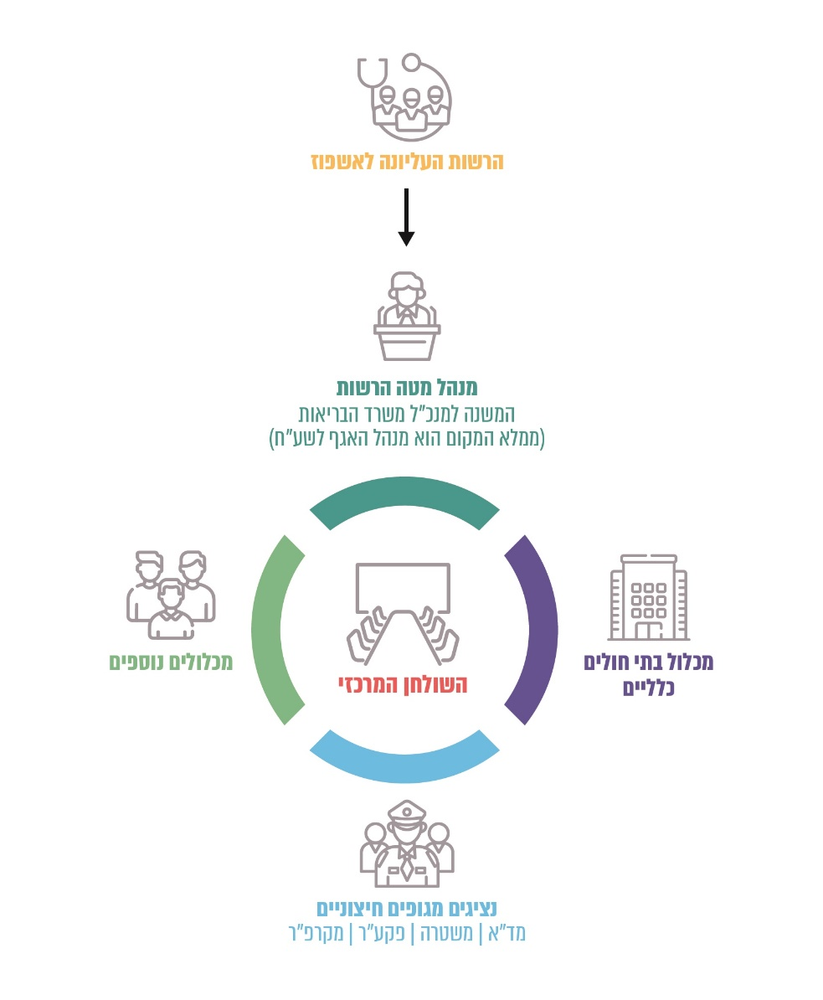 הרשות העליונה לאשפוז
מנהל מטה הרשות
המשנה למנכ"ל משרד הבריאות
(ממלא המקום הוא מנהל האגף לשע"ח)
מכלול בתי חולים
כלליים
השולחן המרכזי
מכלולים נוספים
נציגים מגופים חיצוניים
מד"א | משטרה | פקע"ר | מקרפ"ר